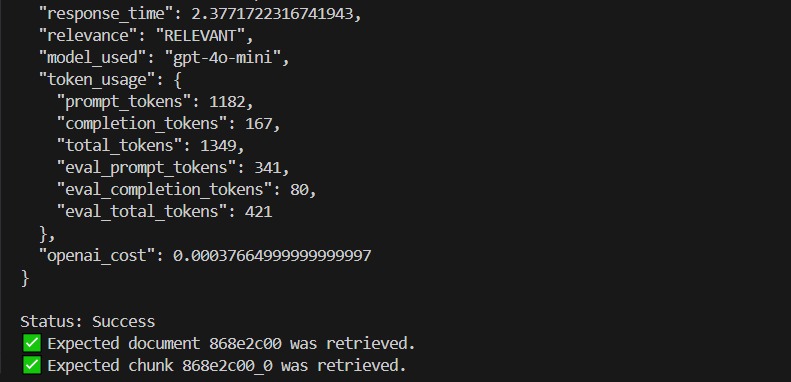 "response_time": 2.3771722316741943,
"relevance": "RELEVANT",
"model_used": "gpt-4o-mini",
"token_usage": {
"prompt_tokens": 1182,
"completion_tokens": 167,
"total_tokens": 1349,
"eval_prompt_tokens": 341,
"eval_completion_tokens": 80,
"eval_total_tokens": 421
},
"openai_cost": 0.00037664999999999997
}
Status: Success
✅ Expected document 868e2c00 was retrieved.
✅ Expected chunk 868e2c00_0 was retrieved.